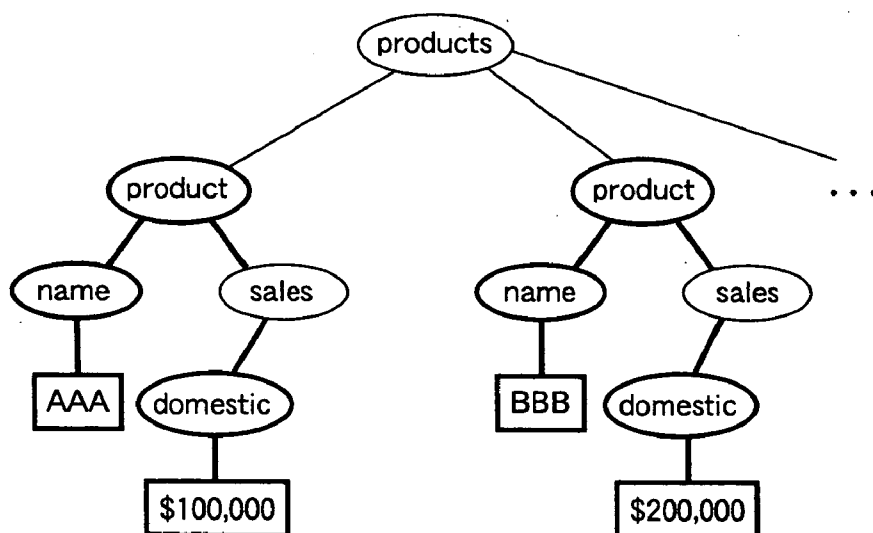 products
product
product
...
name
sales
name
sales
AAA
domestic
BBB
domestic
$100,000
$200,000